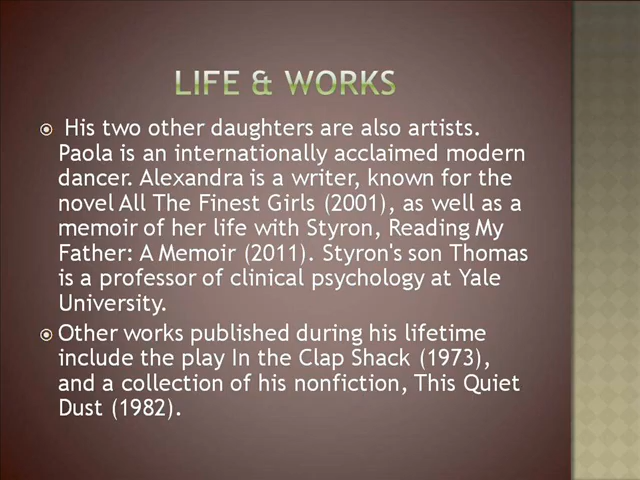 LIFE & WORKS
His two other daughters are also artists.
Paola is an internationally acclaimed modern
dancer. Alexandra is a writer, known for the
novel All The Finest Girls (2001), as well as a
memoir of her life with Styron, Reading My
Father: A Memoir (2011). Styron's son Thomas
is a professor of clinical psychology at Yale
University.
Other works published during his lifetime
include the play In the Clap Shack (1973),
and a collection of his nonfiction, This Quiet
Dust (1982).